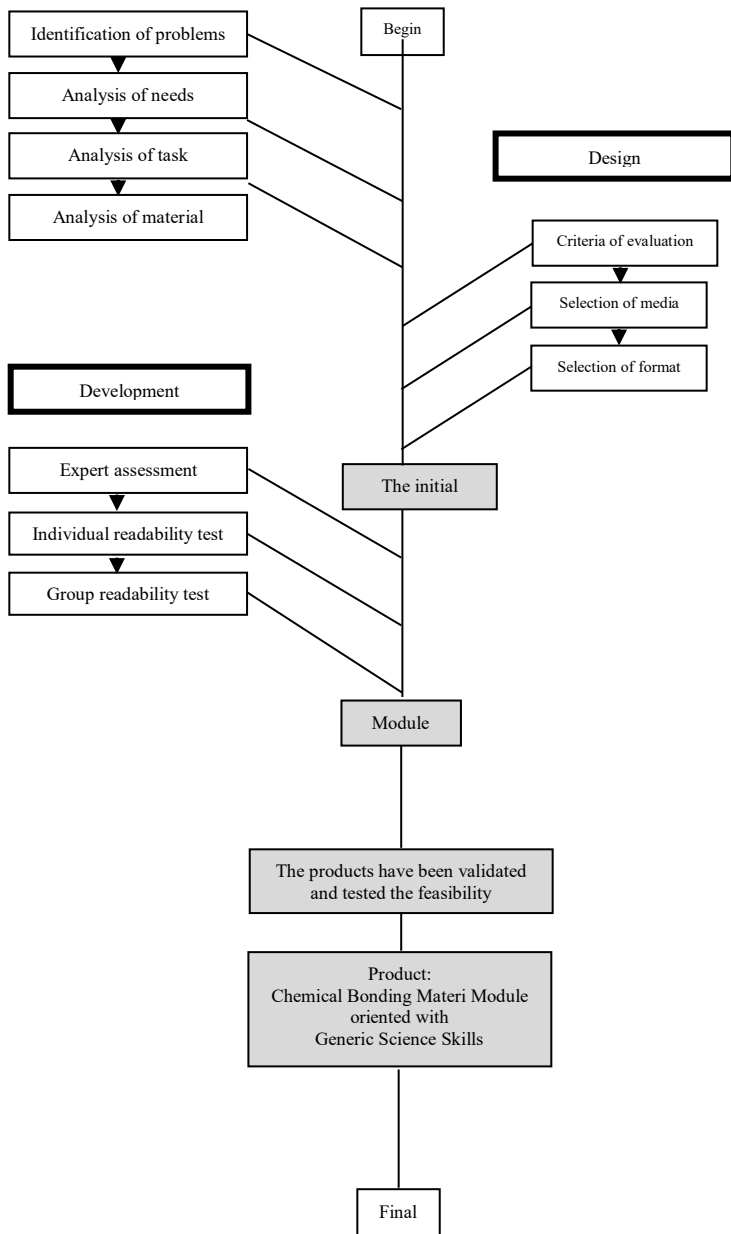 Begin
Identification of problems
Analysis of needs
Analysis of task
Analysis of material
Design
Criteria of evaluation
Selection of media
Selection of format
Development
Expert assessment
Individual readability test
Group readability test
The initial
Module
The products have been validated
and tested the feasibility
Product:
Chemical Bonding Materi Module
oriented with
Generic Science Skills
Final